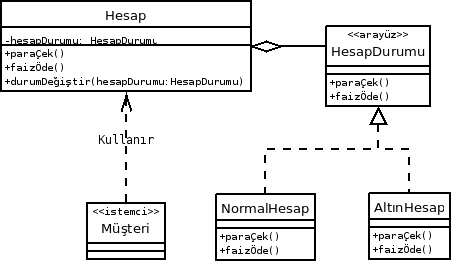 Hesap
-hesapDurumu: HesapDurumu
+paraÇek()
+faizÖde()
+durumDeğiştir(hesapDurumu:HesapDurumu)
<<arayüz>>
HesapDurumu
+paraÇek()
+faizÖde()
Kullanır
<<istemci>>
Müşteri
NormalHesap
+paraÇek()
+faizÖde()
AltınHesap
+paraÇek()
+faizÖde()